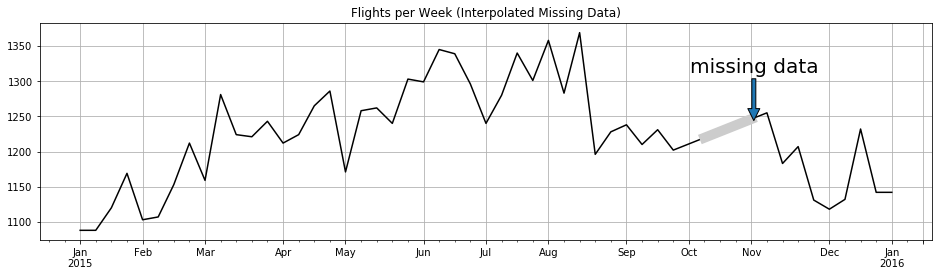 Flights per Week (Interpolated Missing Data)
1350
1300
1250
1200
1150
1100
missing data
Jan Feb Mar Apr May Jun Jul Aug Sep Oct Nov Dec Jan
2015 2016